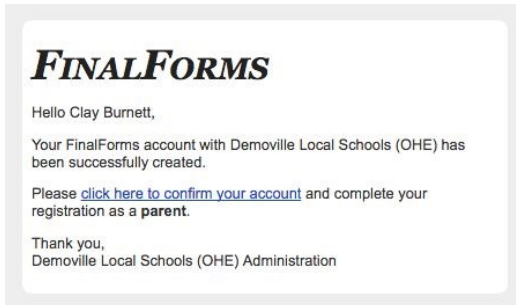 FINALFORMS
Hello Clay Burnett,
Your FinalForms account with Demoville Local Schools (OHE) has
been successfully created.
Please click here to confirm your account and complete your
registration as a parent.
Thank you,
Demoville Local Schools (OHE) Administration